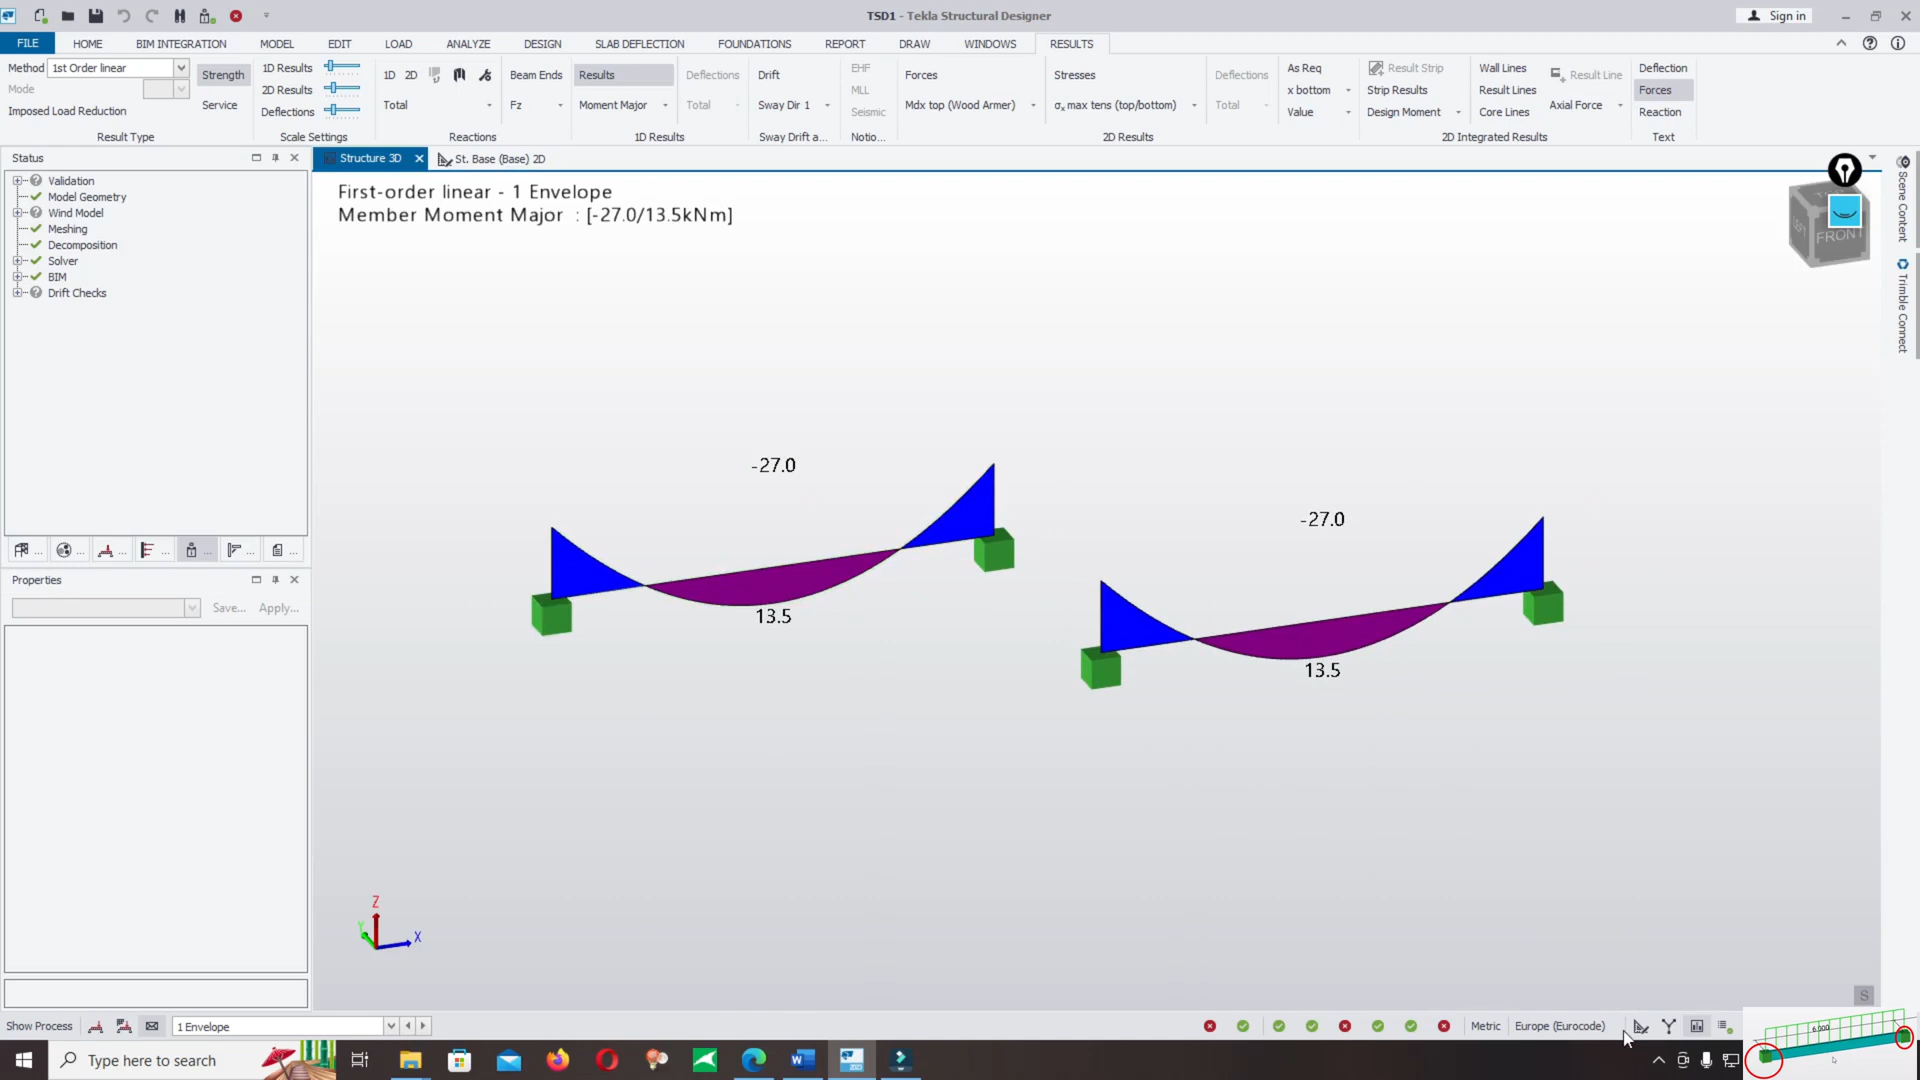 TSD1 - Tekla Structural Designer
Sign in
FILE HOME BIM INTEGRATION MODEL EDIT LOAD ANALYZE DESIGN SLAB DEFLECTION FOUNDATIONS REPORT DRAW WINDOWS RESULTS
Method 1st Order linear
Mode
Imposed Load Reduction
Strength
Service
Result Type
1D Results
2D Results
Deflections
Scale Settings
1D 2D
Total
Reactions
Beam Ends
Fz
Results
Moment Major
Deflections
Total
1D Results
Drift
Sway Dir 1
Sway Drift a...
EHF
MLL
Seismic
Notio...
Forces
Mdx top (Wood Armer)
Stresses
σx max tens (top/bottom)
Deflections
Total
2D Results
As Req
x bottom
Value
Result Strip
Strip Results
Design Moment
Wall Lines
Result Lines
Core Lines
Result Line
Axial Force
2D Integrated Results
Deflection
Forces
Reaction
Text
Status
Validation
Model Geometry
Wind Model
Meshing
Decomposition
Solver
BIM
Drift Checks
Properties
Save...
Apply...
Structure 3D
St. Base (Base) 2D
First-order linear - 1 Envelope
Member Moment Major : [-27.0/13.5kNm]
LEFT
FRONT
Scene Content
Trimble Connect
-27.0
13.5
-27.0
13.5
Z
Y
X
S
Show Process
1 Envelope
Metric
Europe (Eurocode)
6.000
Type here to search